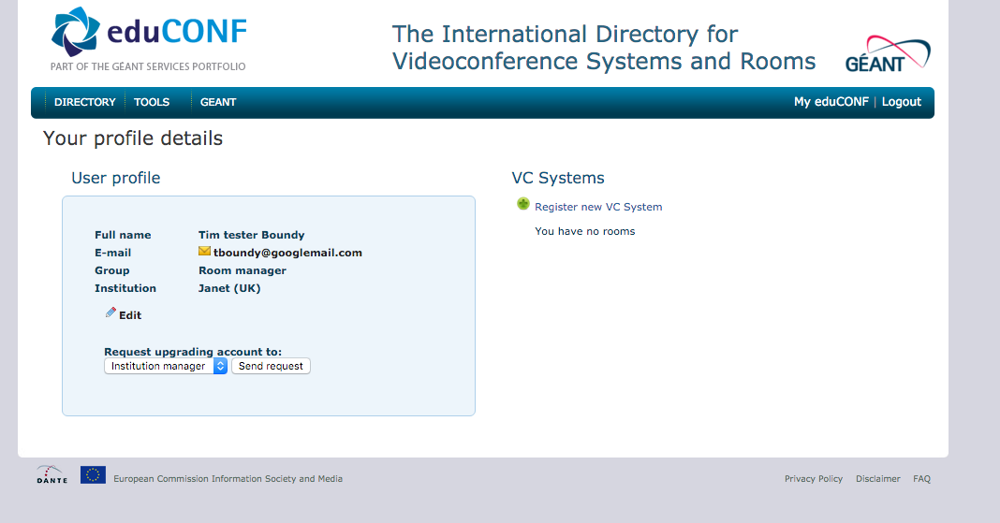 eduCONF
PART OF THE GÉANT SERVICES PORTFOLIO
The International Directory for
Videoconference Systems and Rooms
GÉANT
DIRECTORY TOOLS GEANT My eduCONF | Logout
Your profile details
User profile
Full name Tim tester Boundy
E-mail tboundy@googlemail.com
Group Room manager
Institution Janet (UK)
Edit
Request upgrading account to:
Institution manager Send request
VC Systems
Register new VC System
You have no rooms
DANTE European Commission Information Society and Media Privacy Policy Disclaimer FAQ